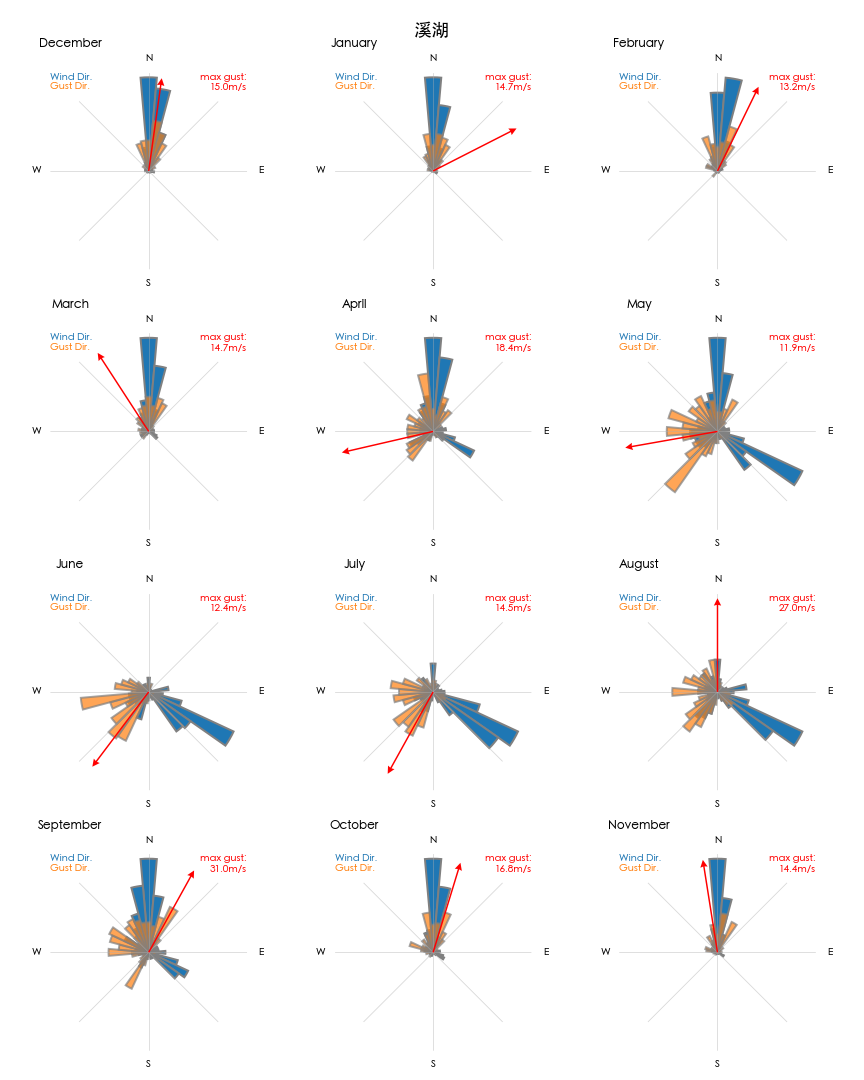 溪湖
December
N
Wind Dir.
Gust Dir.
max gust:
15.0m/s
W
E
S
January
N
Wind Dir.
Gust Dir.
max gust:
14.7m/s
W
E
S
February
N
Wind Dir.
Gust Dir.
max gust:
13.2m/s
W
E
S
March
N
Wind Dir.
Gust Dir.
max gust:
14.7m/s
W
E
S
April
N
Wind Dir.
Gust Dir.
max gust:
18.4m/s
W
E
S
May
N
Wind Dir.
Gust Dir.
max gust:
11.9m/s
W
E
S
June
N
Wind Dir.
Gust Dir.
max gust:
12.4m/s
W
E
S
July
N
Wind Dir.
Gust Dir.
max gust:
14.5m/s
W
E
S
August
N
Wind Dir.
Gust Dir.
max gust:
27.0m/s
W
E
S
September
N
Wind Dir.
Gust Dir.
max gust:
31.0m/s
W
E
S
October
N
Wind Dir.
Gust Dir.
max gust:
16.8m/s
W
E
S
November
N
Wind Dir.
Gust Dir.
max gust:
14.4m/s
W
E
S